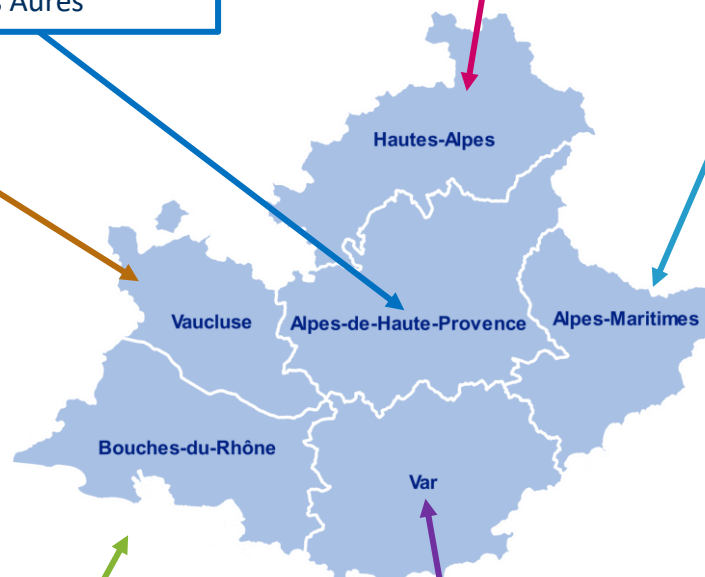 Aures
Hautes-Alpes
Vaucluse
Alpes-de-Haute-Provence
Alpes-Maritimes
Bouches-du-Rhône
Var